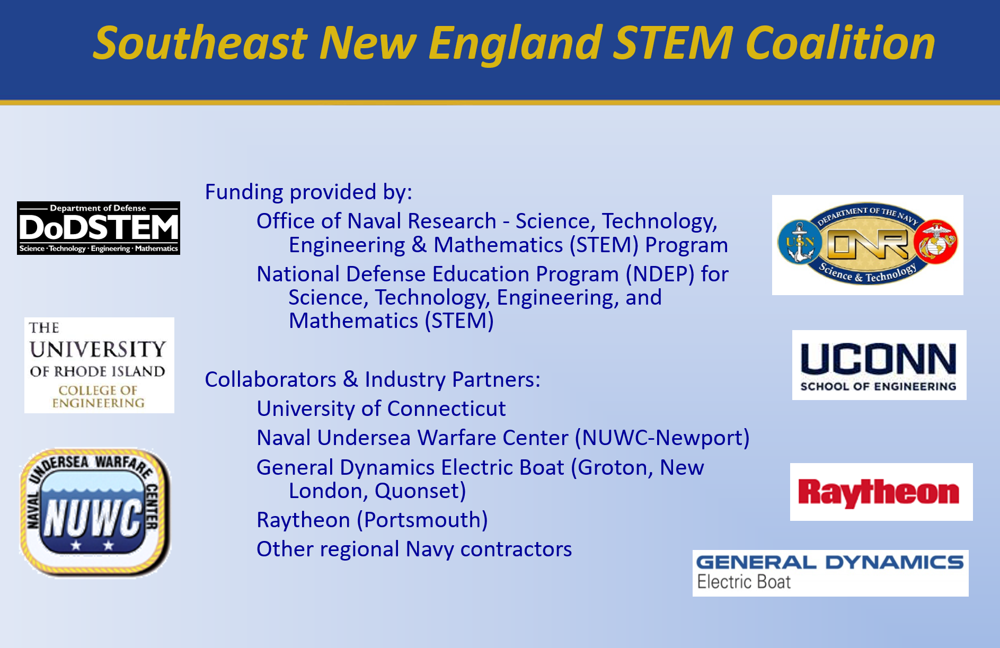 Southeast New England STEM Coalition
Funding provided by:
Office of Naval Research - Science, Technology,
Engineering & Mathematics (STEM) Program
National Defense Education Program (NDEP) for
Science, Technology, Engineering, and
Mathematics (STEM)
Collaborators & Industry Partners:
University of Connecticut
Naval Undersea Warfare Center (NUWC-Newport)
General Dynamics Electric Boat (Groton, New
London, Quonset)
Raytheon (Portsmouth)
Other regional Navy contractors
Department of Defense
DoDSTEM
Science · Technology · Engineering · Mathematics
THE
UNIVERSITY
OF RHODE ISLAND
COLLEGE OF
ENGINEERING
NAVAL UNDERSEA WARFARE CENTER
NUWC
DEPARTMENT OF THE NAVY
USN
ONR
Science & Technology
UCONN
SCHOOL OF ENGINEERING
Raytheon
GENERAL DYNAMICS
Electric Boat